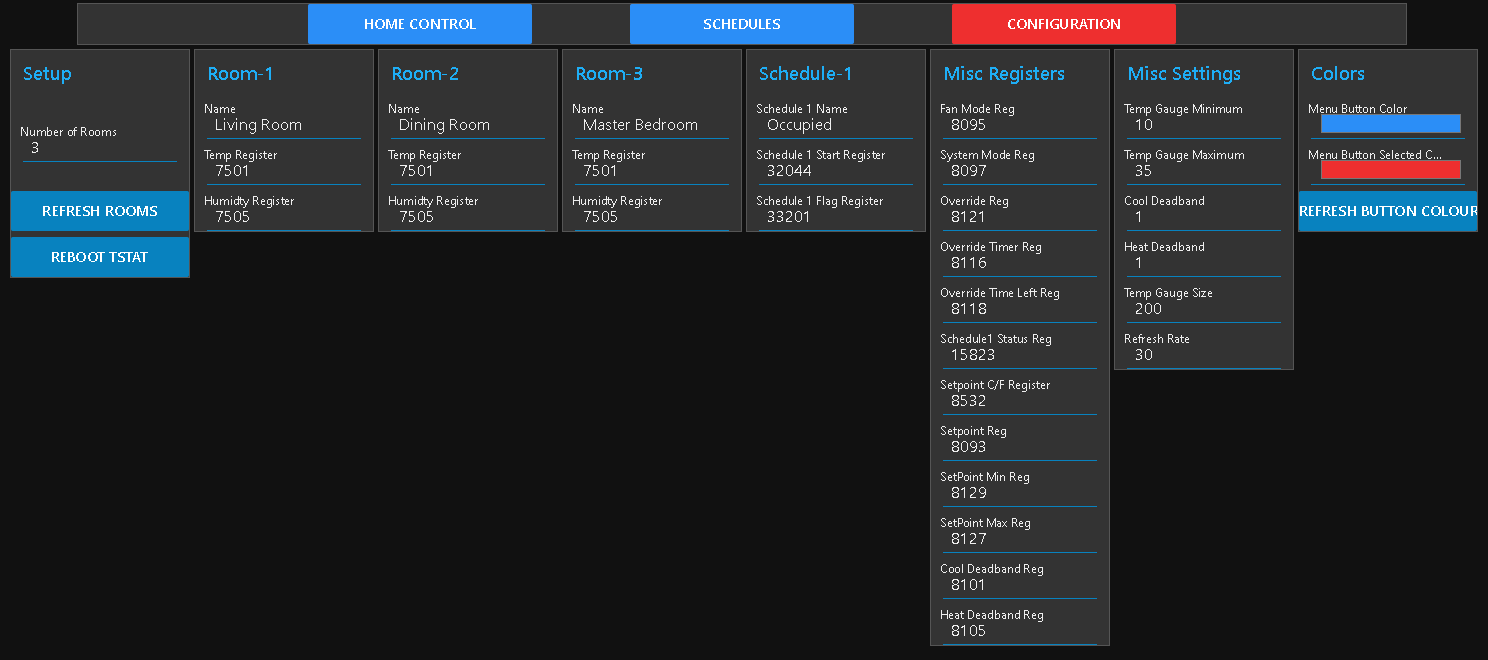 HOME CONTROL
SCHEDULES
CONFIGURATION
Setup
Number of Rooms
3
REFRESH ROOMS
REBOOT TSTAT
Room-1
Name
Living Room
Temp Register
7501
Humidty Register
7505
Room-2
Name
Dining Room
Temp Register
7501
Humidty Register
7505
Room-3
Name
Master Bedroom
Temp Register
7501
Humidty Register
7505
Schedule-1
Schedule 1 Name
Occupied
Schedule 1 Start Register
32044
Schedule 1 Flag Register
33201
Misc Registers
Fan Mode Reg
8095
System Mode Reg
8097
Override Reg
8121
Override Timer Reg
8116
Override Time Left Reg
8118
Schedule1 Status Reg
15823
Setpoint C/F Register
8532
Setpoint Reg
8093
SetPoint Min Reg
8129
SetPoint Max Reg
8127
Cool Deadband Reg
8101
Heat Deadband Reg
8105
Misc Settings
Temp Gauge Minimum
10
Temp Gauge Maximum
35
Cool Deadband
1
Heat Deadband
1
Temp Gauge Size
200
Refresh Rate
30
Colors
Menu Button Color
Menu Button Selected C...
REFRESH BUTTON COLOUR